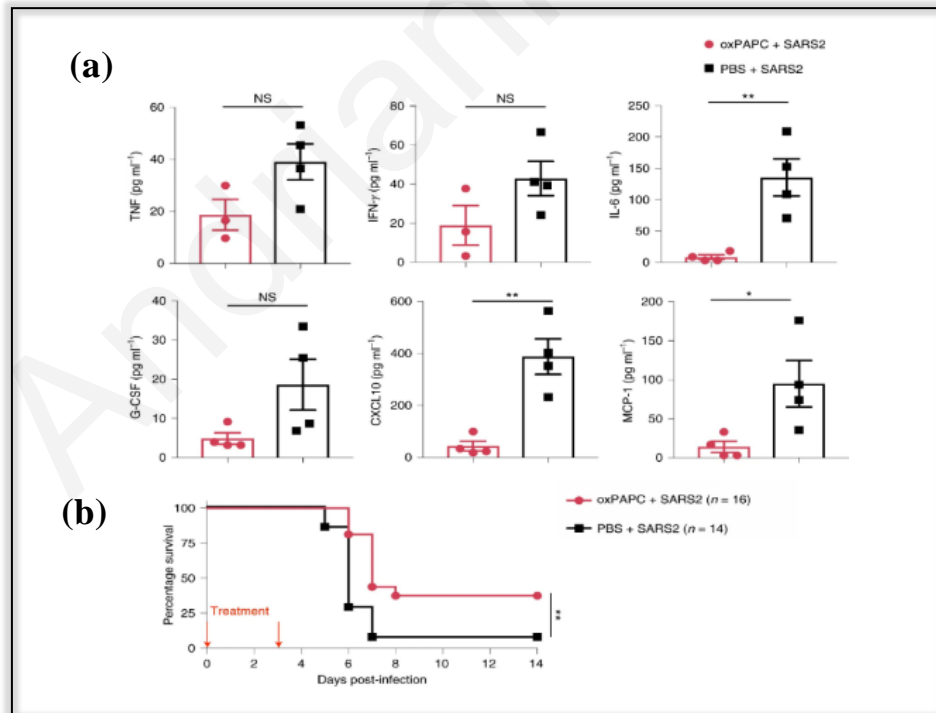 Andriani
(a)
oxPAPC + SARS2
PBS + SARS2
NS
60
40
20
0
TNF (pg ml⁻¹)
NS
80
60
40
20
0
IFN-γ (pg ml⁻¹)
**
250
200
150
100
50
0
IL-6 (pg ml⁻¹)
NS
40
30
20
10
0
G-CSF (pg ml⁻¹)
**
600
400
200
0
CXCL10 (pg ml⁻¹)
*
200
150
100
50
0
MCP-1 (pg ml⁻¹)
(b)
oxPAPC + SARS2 (n = 16)
PBS + SARS2 (n = 14)
100
75
50
25
0
Percentage survival
Treatment
**
0 2 4 6 8 10 12 14
Days post-infection